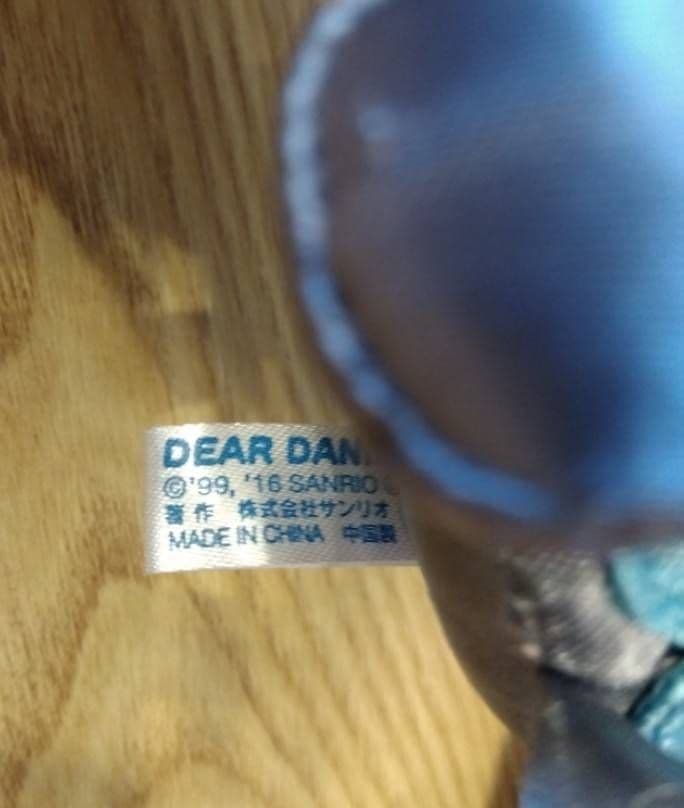 DEAR DAN
©'99, '16 SANRIO
著作 株式会社サンリオ
MADE IN CHINA 中国製